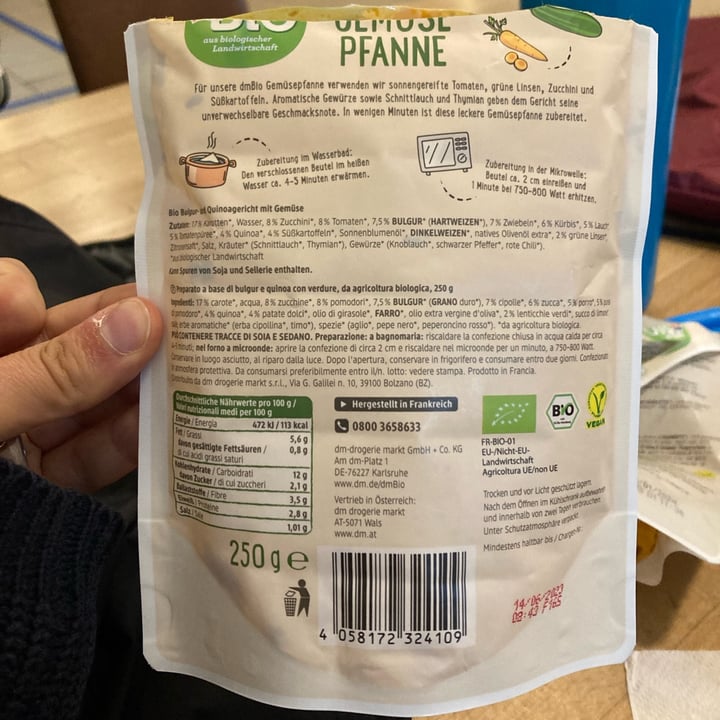 BIO
aus biologischer
Landwirtschaft
GEMÜSE
PFANNE
Für unsere dmBio Gemüsepfanne verwenden wir sonnengereifte Tomaten, grüne Linsen, Zucchini und
Süßkartoffeln. Aromatische Gewürze sowie Schnittlauch und Thymian geben dem Gericht seine
unverwechselbare Geschmacksnote. In wenigen Minuten ist diese leckere Gemüsepfanne zubereitet.
Zubereitung im Wasserbad:
Den verschlossenen Beutel im heißen
Wasser ca. 4-5 Minuten erwärmen.
Zubereitung in der Mikrowelle:
Beutel ca. 2 cm einreißen und
1 Minute bei 750-800 Watt erhitzen.
Bio Bulgur- und Quinoagericht mit Gemüse
Zutaten: 17% Karotten*, Wasser, 8% Zucchini*, 8% Tomaten*, 7,5% BULGUR* (HARTWEIZEN*), 7% Zwiebeln*, 6% Kürbis*, 5% Lauch*
5% Tomatenpüree*, 4% Quinoa*, 4% Süßkartoffeln*, Sonnenblumenöl*, DINKELWEIZEN*, natives Olivenöl extra*, 2% grüne Linsen*
Zitronensaft*, Salz, Kräuter* (Schnittlauch*, Thymian*), Gewürze* (Knoblauch*, schwarzer Pfeffer*, rote Chili*).
*aus biologischer Landwirtschaft
Kann Spuren von Soja und Sellerie enthalten.
Preparato a base di bulgur e quinoa con verdure, da agricoltura biologica, 250 g
Ingredienti: 17% carote*, acqua, 8% zucchine*, 8% pomodori*, 7,5% BULGUR* (GRANO duro*), 7% cipolle*, 6% zucca*, 5% porro*, 5%
pomodoro*, 4% quinoa*, 4% patate dolci*, olio di girasole*, FARRO*, olio extra vergine d'oliva*, 2% lenticchie verdi*, succo di limone*
sale, erbe aromatiche* (erba cipollina*, timo*), spezie* (aglio*, pepe nero*, peperoncino rosso*). *da agricoltura biologica.
PUÒ CONTENERE TRACCE DI SOIA E SEDANO. Preparazione: a bagnomaria: riscaldare la confezione chiusa in acqua calda per circa
4-5 minuti; nel forno a microonde: aprire la confezione di circa 2 cm e riscaldare nel microonde per un minuto, a 750-800 Watt.
Conservare in luogo asciutto, al riparo dalla luce. Dopo l'apertura, conservare in frigorifero e consumare entro due giorni. Confezionato
in atmosfera protettiva. Da consumarsi preferibilmente entro il/n. lotto: vedere stampa. Prodotto in Francia.
Distribuito da dm drogerie markt s.r.l., Via G. Galilei n. 10, 39100 Bolzano (BZ).
Durchschnittliche Nährwerte pro 100 g /
Valori nutrizionali medi per 100 g
Energie / Energia 472 kJ / 113 kcal
Fett / Grassi 5,6 g
davon gesättigte Fettsäuren / 0,8 g
di cui acidi grassi saturi
Kohlenhydrate / Carboidrati 12 g
davon Zucker / di cui zuccheri 2,1 g
Ballaststoffe / Fibre 3,5 g
Eiweiß / Proteine 2,8 g
Salz / Sale 1,01 g
250 g e
Hergestellt in Frankreich
0800 3658633
dm-drogerie markt GmbH + Co. KG
Am dm-Platz 1
DE-76227 Karlsruhe
www.dm.de/dmBio
Vertrieb in Österreich:
dm drogerie markt
AT-5071 Wals
www.dm.at
BIO
VEGAN
FR-BIO-01
EU-/Nicht-EU-
Landwirtschaft
Agricoltura UE/non UE
Trocken und vor Licht geschützt lagern.
Nach dem Öffnen im Kühlschrank aufbewahren
und innerhalb von zwei Tagen verbrauchen.
Unter Schutzatmosphäre verpackt.
Mindestens haltbar bis / Charge-Nr.:
14/06/2023
08:43 F165
4 058172 324109